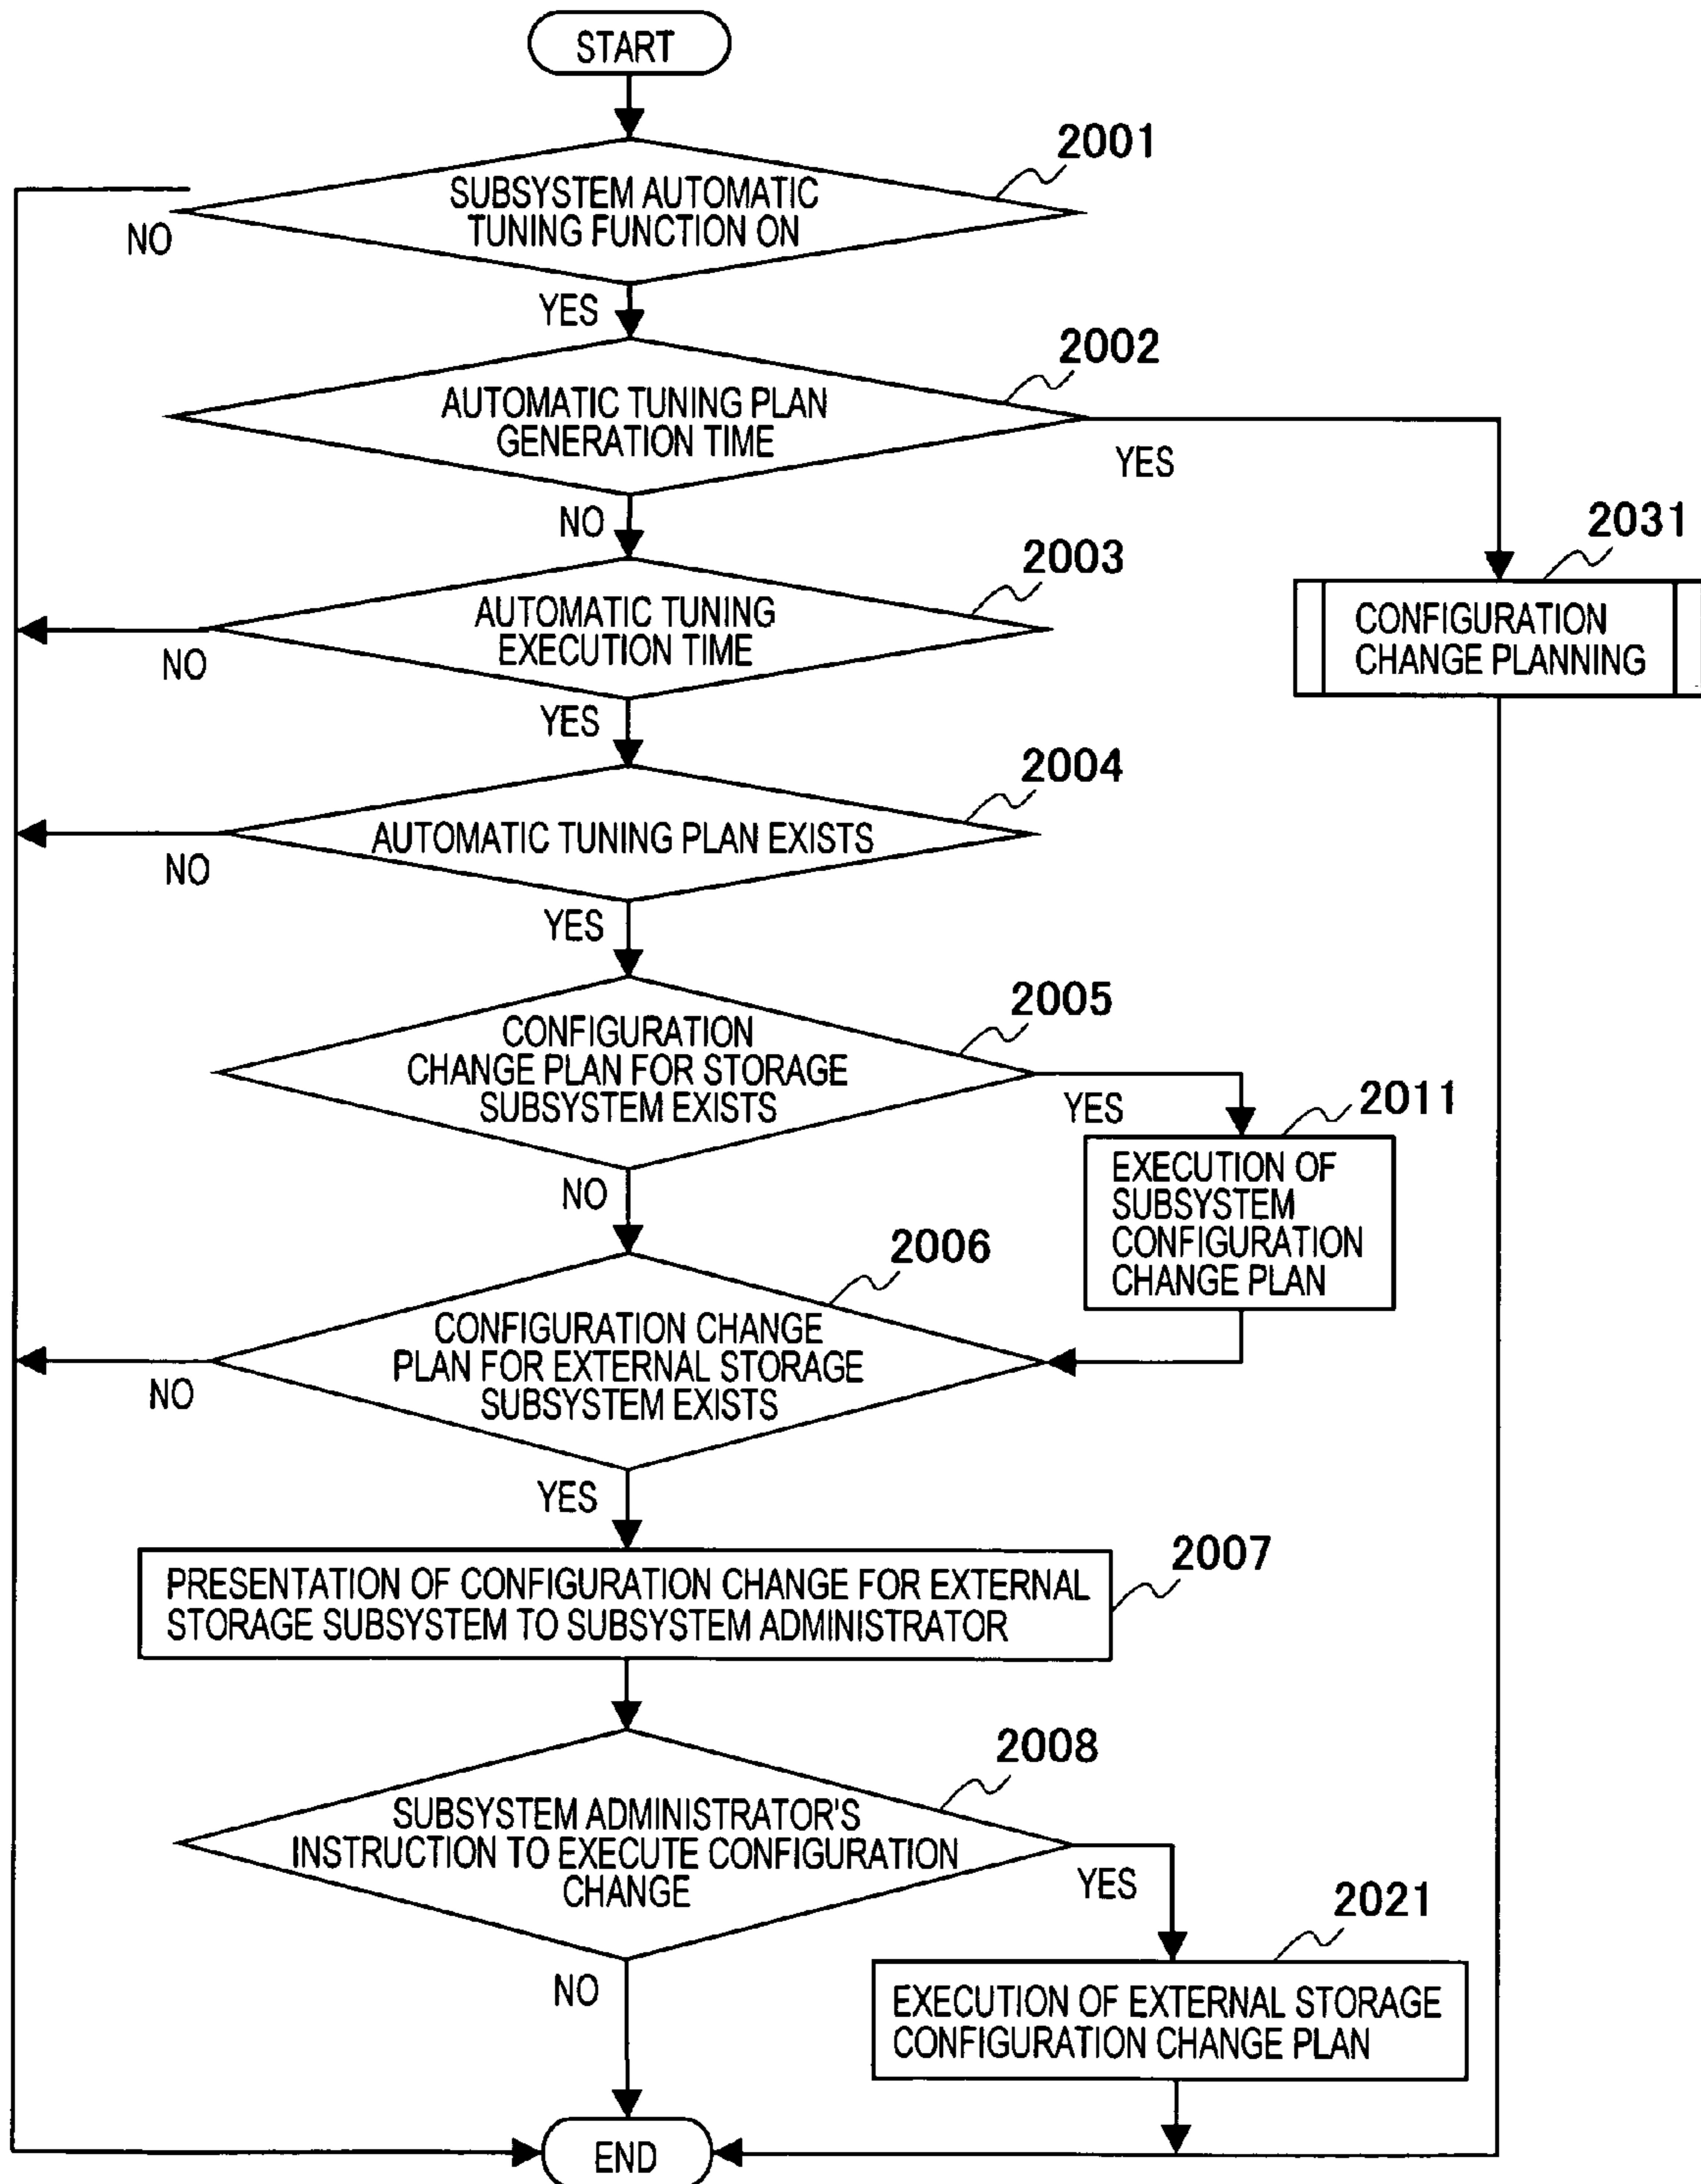 START
2001
SUBSYSTEM AUTOMATIC
TUNING FUNCTION ON
NO
YES
2002
AUTOMATIC TUNING PLAN
GENERATION TIME
YES
NO
2031
CONFIGURATION
CHANGE PLANNING
2003
AUTOMATIC TUNING
EXECUTION TIME
NO
YES
2004
AUTOMATIC TUNING PLAN EXISTS
NO
YES
2005
CONFIGURATION
CHANGE PLAN FOR STORAGE
SUBSYSTEM EXISTS
YES
2011
EXECUTION OF
SUBSYSTEM
CONFIGURATION
CHANGE PLAN
NO
2006
CONFIGURATION CHANGE
PLAN FOR EXTERNAL STORAGE
SUBSYSTEM EXISTS
NO
YES
2007
PRESENTATION OF CONFIGURATION CHANGE FOR EXTERNAL
STORAGE SUBSYSTEM TO SUBSYSTEM ADMINISTRATOR
2008
SUBSYSTEM ADMINISTRATOR'S
INSTRUCTION TO EXECUTE CONFIGURATION
CHANGE
YES
2021
NO
EXECUTION OF EXTERNAL STORAGE
CONFIGURATION CHANGE PLAN
END